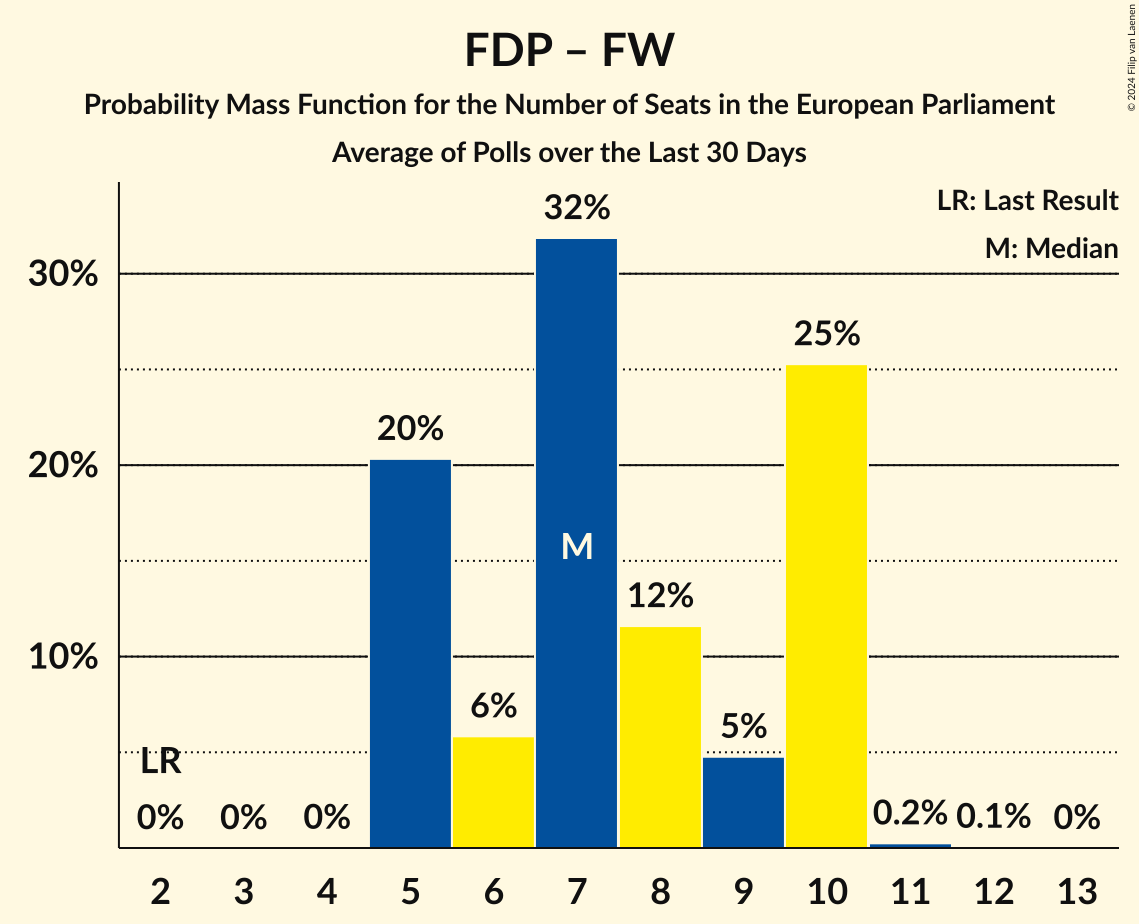 © 2024 Filip van Laenen
FDP – FW
Probability Mass Function for the Number of Seats in the European Parliament
Average of Polls over the Last 30 Days
LR: Last Result
M: Median
32%
30%
25%
20%
20%
M
12%
10%
6%
5%
LR
0% 0% 0% 0.2% 0.1% 0%
2 3 4 5 6 7 8 9 10 11 12 13